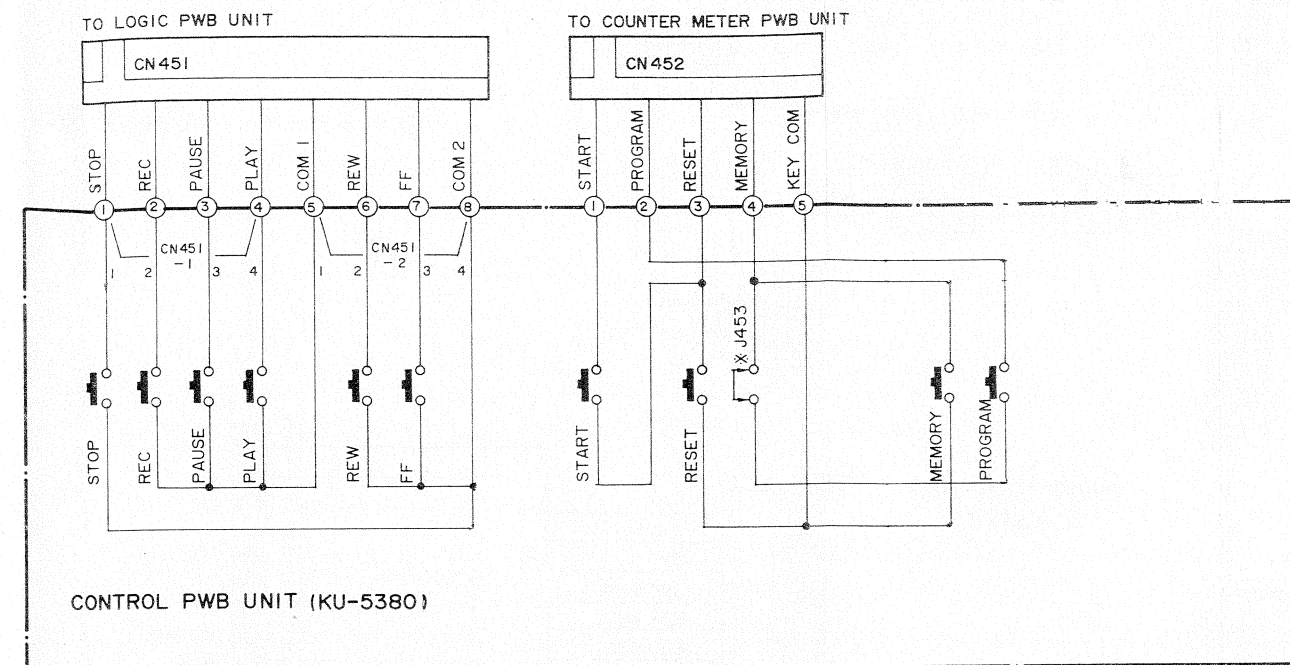 TO LOGIC PWB UNIT
TO COUNTER METER PWB UNIT
CN451
CN452
STOP
REC
PAUSE
PLAY
COM 1
REW
FF
COM 2
START
PROGRAM
RESET
MEMORY
KEY COM
1 2 3 4 5 6 7 8
1 2 3 4 5
CN451
-1
CN451
-2
1 2 3 4
1 2 3 4
※J453
STOP
REC
PAUSE
PLAY
REW
FF
START
RESET
MEMORY
PROGRAM
CONTROL PWB UNIT (KU-5380)